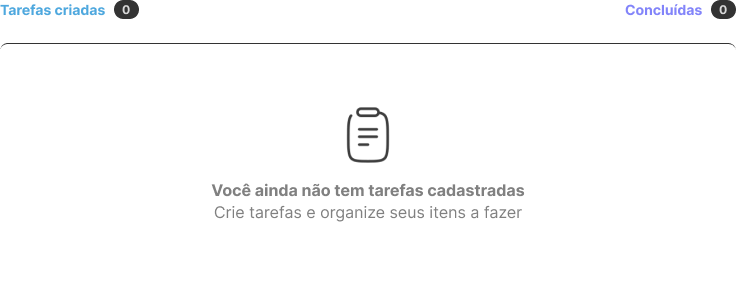 Tarefas criadas 0 Concluídas 0
Você ainda não tem tarefas cadastradas
Crie tarefas e organize seus itens a fazer